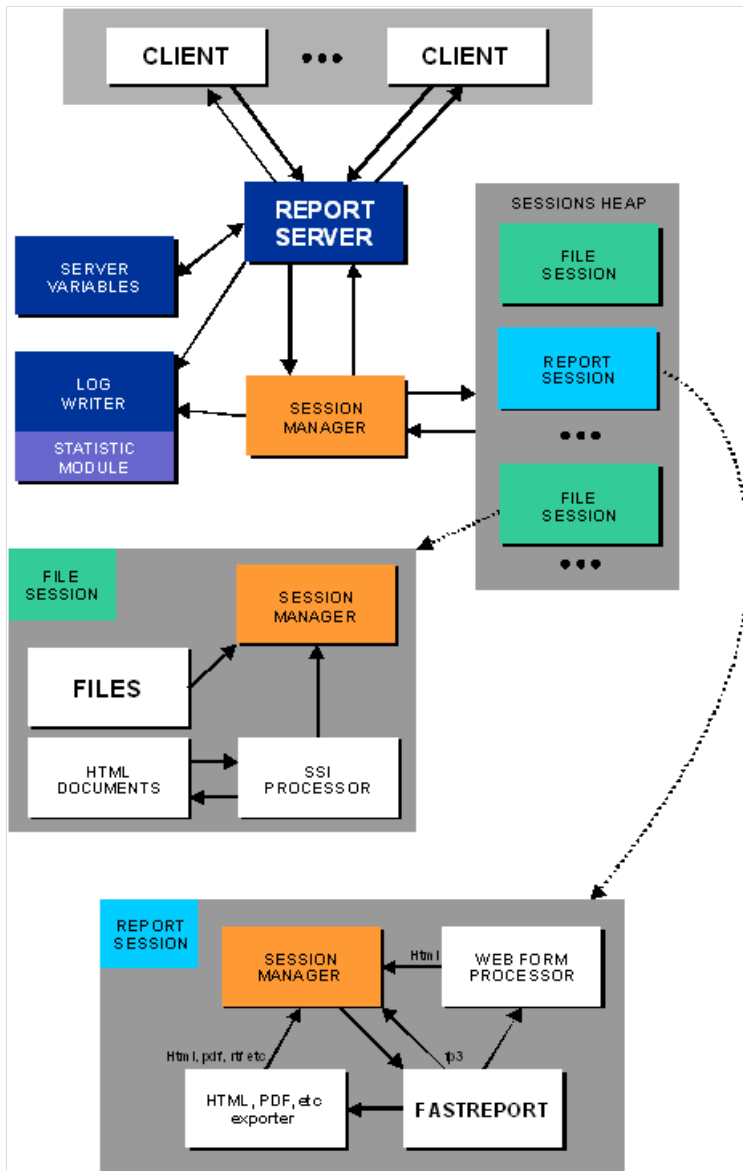 CLIENT
CLIENT
REPORT
SERVER
SESSIONS HEAP
FILE
SESSION
SERVER
VARIABLES
REPORT
SESSION
LOG
WRITER
STATISTIC
MODULE
SESSION
MANAGER
FILE
SESSION
FILE
SESSION
SESSION
MANAGER
FILES
HTML
DOCUMENTS
SSI
PROCESSOR
REPORT
SESSION
SESSION
MANAGER
Html
WEB FORM
PROCESSOR
Html, pdf, rtf etc
fp3
HTML, PDF, etc
exporter
FASTREPORT